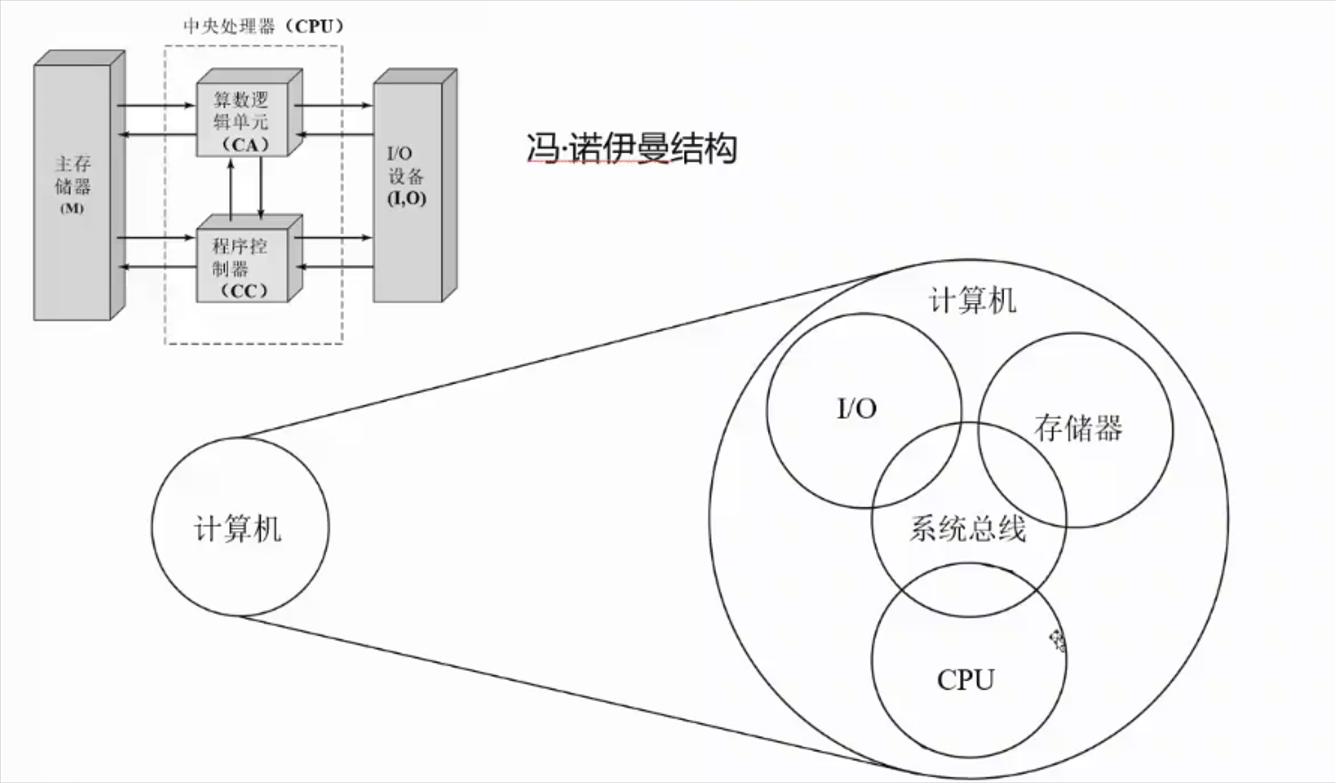 中央处理器（CPU）
主存
储器
(M)
算数逻
辑单元
（CA）
程序控
制器
（CC）
I/O
设备
(I,O)
冯·诺伊曼结构
计算机
计算机
I/O
存储器
系统总线
CPU